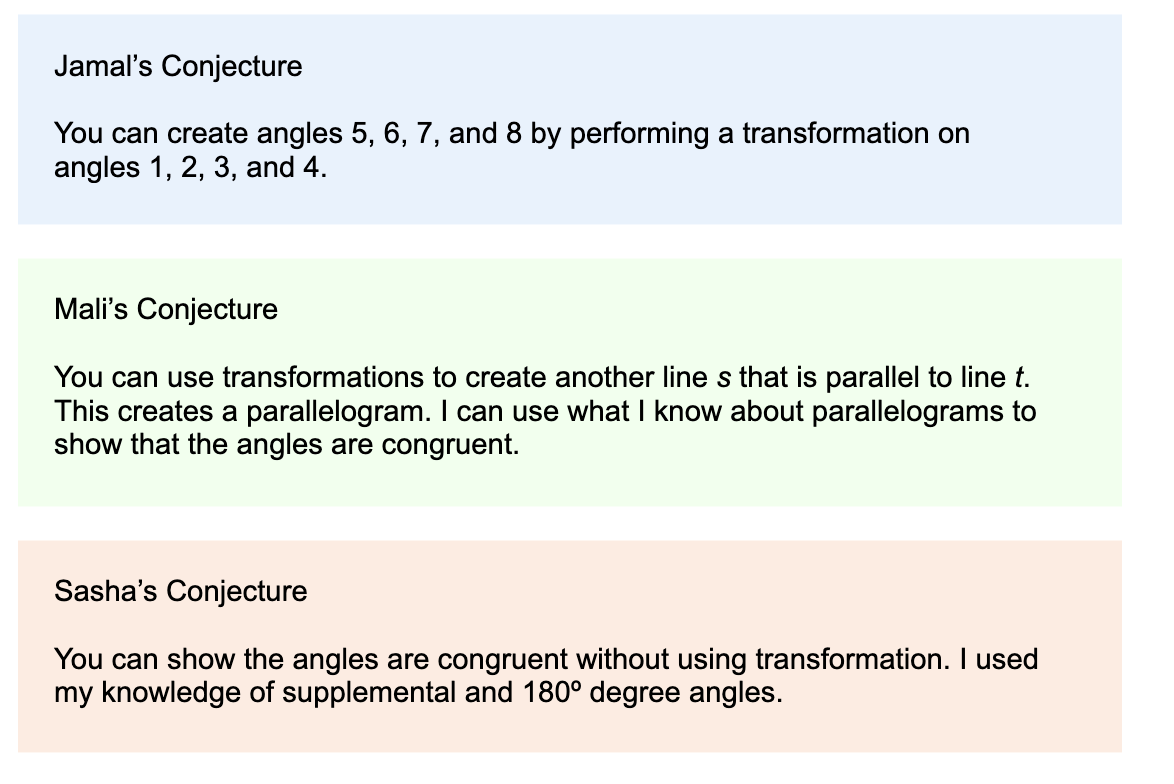 Jamal’s Conjecture
You can create angles 5, 6, 7, and 8 by performing a transformation on
angles 1, 2, 3, and 4.
Mali’s Conjecture
You can use transformations to create another line s that is parallel to line t.
This creates a parallelogram. I can use what I know about parallelograms to
show that the angles are congruent.
Sasha’s Conjecture
You can show the angles are congruent without using transformation. I used
my knowledge of supplemental and 180º degree angles.